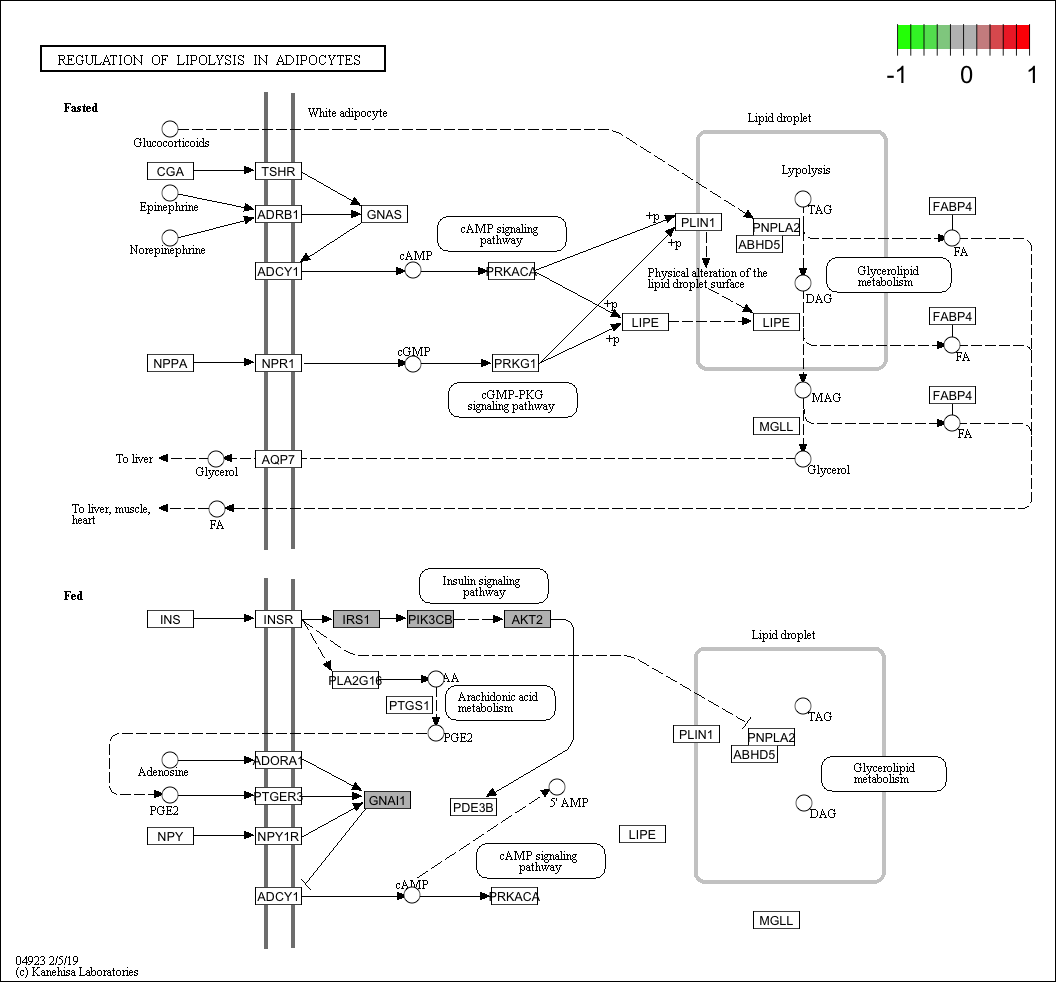 REGULATION OF LIPOLYSIS IN ADIPOCYTES
-1 0 1
Fasted
White adipocyte
Lipid droplet
Glucocorticoids
CGA
TSHR
Lypolysis
Epinephrine
ADRB1
GNAS
Norepinephrine
cAMP signaling
pathway
+p
PLIN1
+p
PNPLA2
ABHD5
TAG
FABP4
FA
ADCY1
cAMP
PRKACA
Physical alteration of the
lipid droplet surface
Glycerolipid
metabolism
DAG
+p
LIPE
LIPE
+p
FABP4
FA
NPPA
NPR1
cGMP
PRKG1
cGMP-PKG
signaling pathway
MAG
FABP4
FA
MGLL
To liver
Glycerol
AQP7
Glycerol
To liver, muscle,
heart
FA
Fed
Insulin signaling
pathway
INS
INSR
IRS1
PIK3CB
AKT2
Lipid droplet
PLA2G16
AA
PTGS1
Arachidonic acid
metabolism
PGE2
TAG
PLIN1
PNPLA2
ABHD5
Adenosine
ADORA1
Glycerolipid
metabolism
PGE2
PTGER3
GNAI1
PDE3B
5' AMP
DAG
NPY
NPY1R
LIPE
cAMP signaling
pathway
ADCY1
cAMP
PRKACA
MGLL
04923 2/5/19
(c) Kanehisa Laboratories